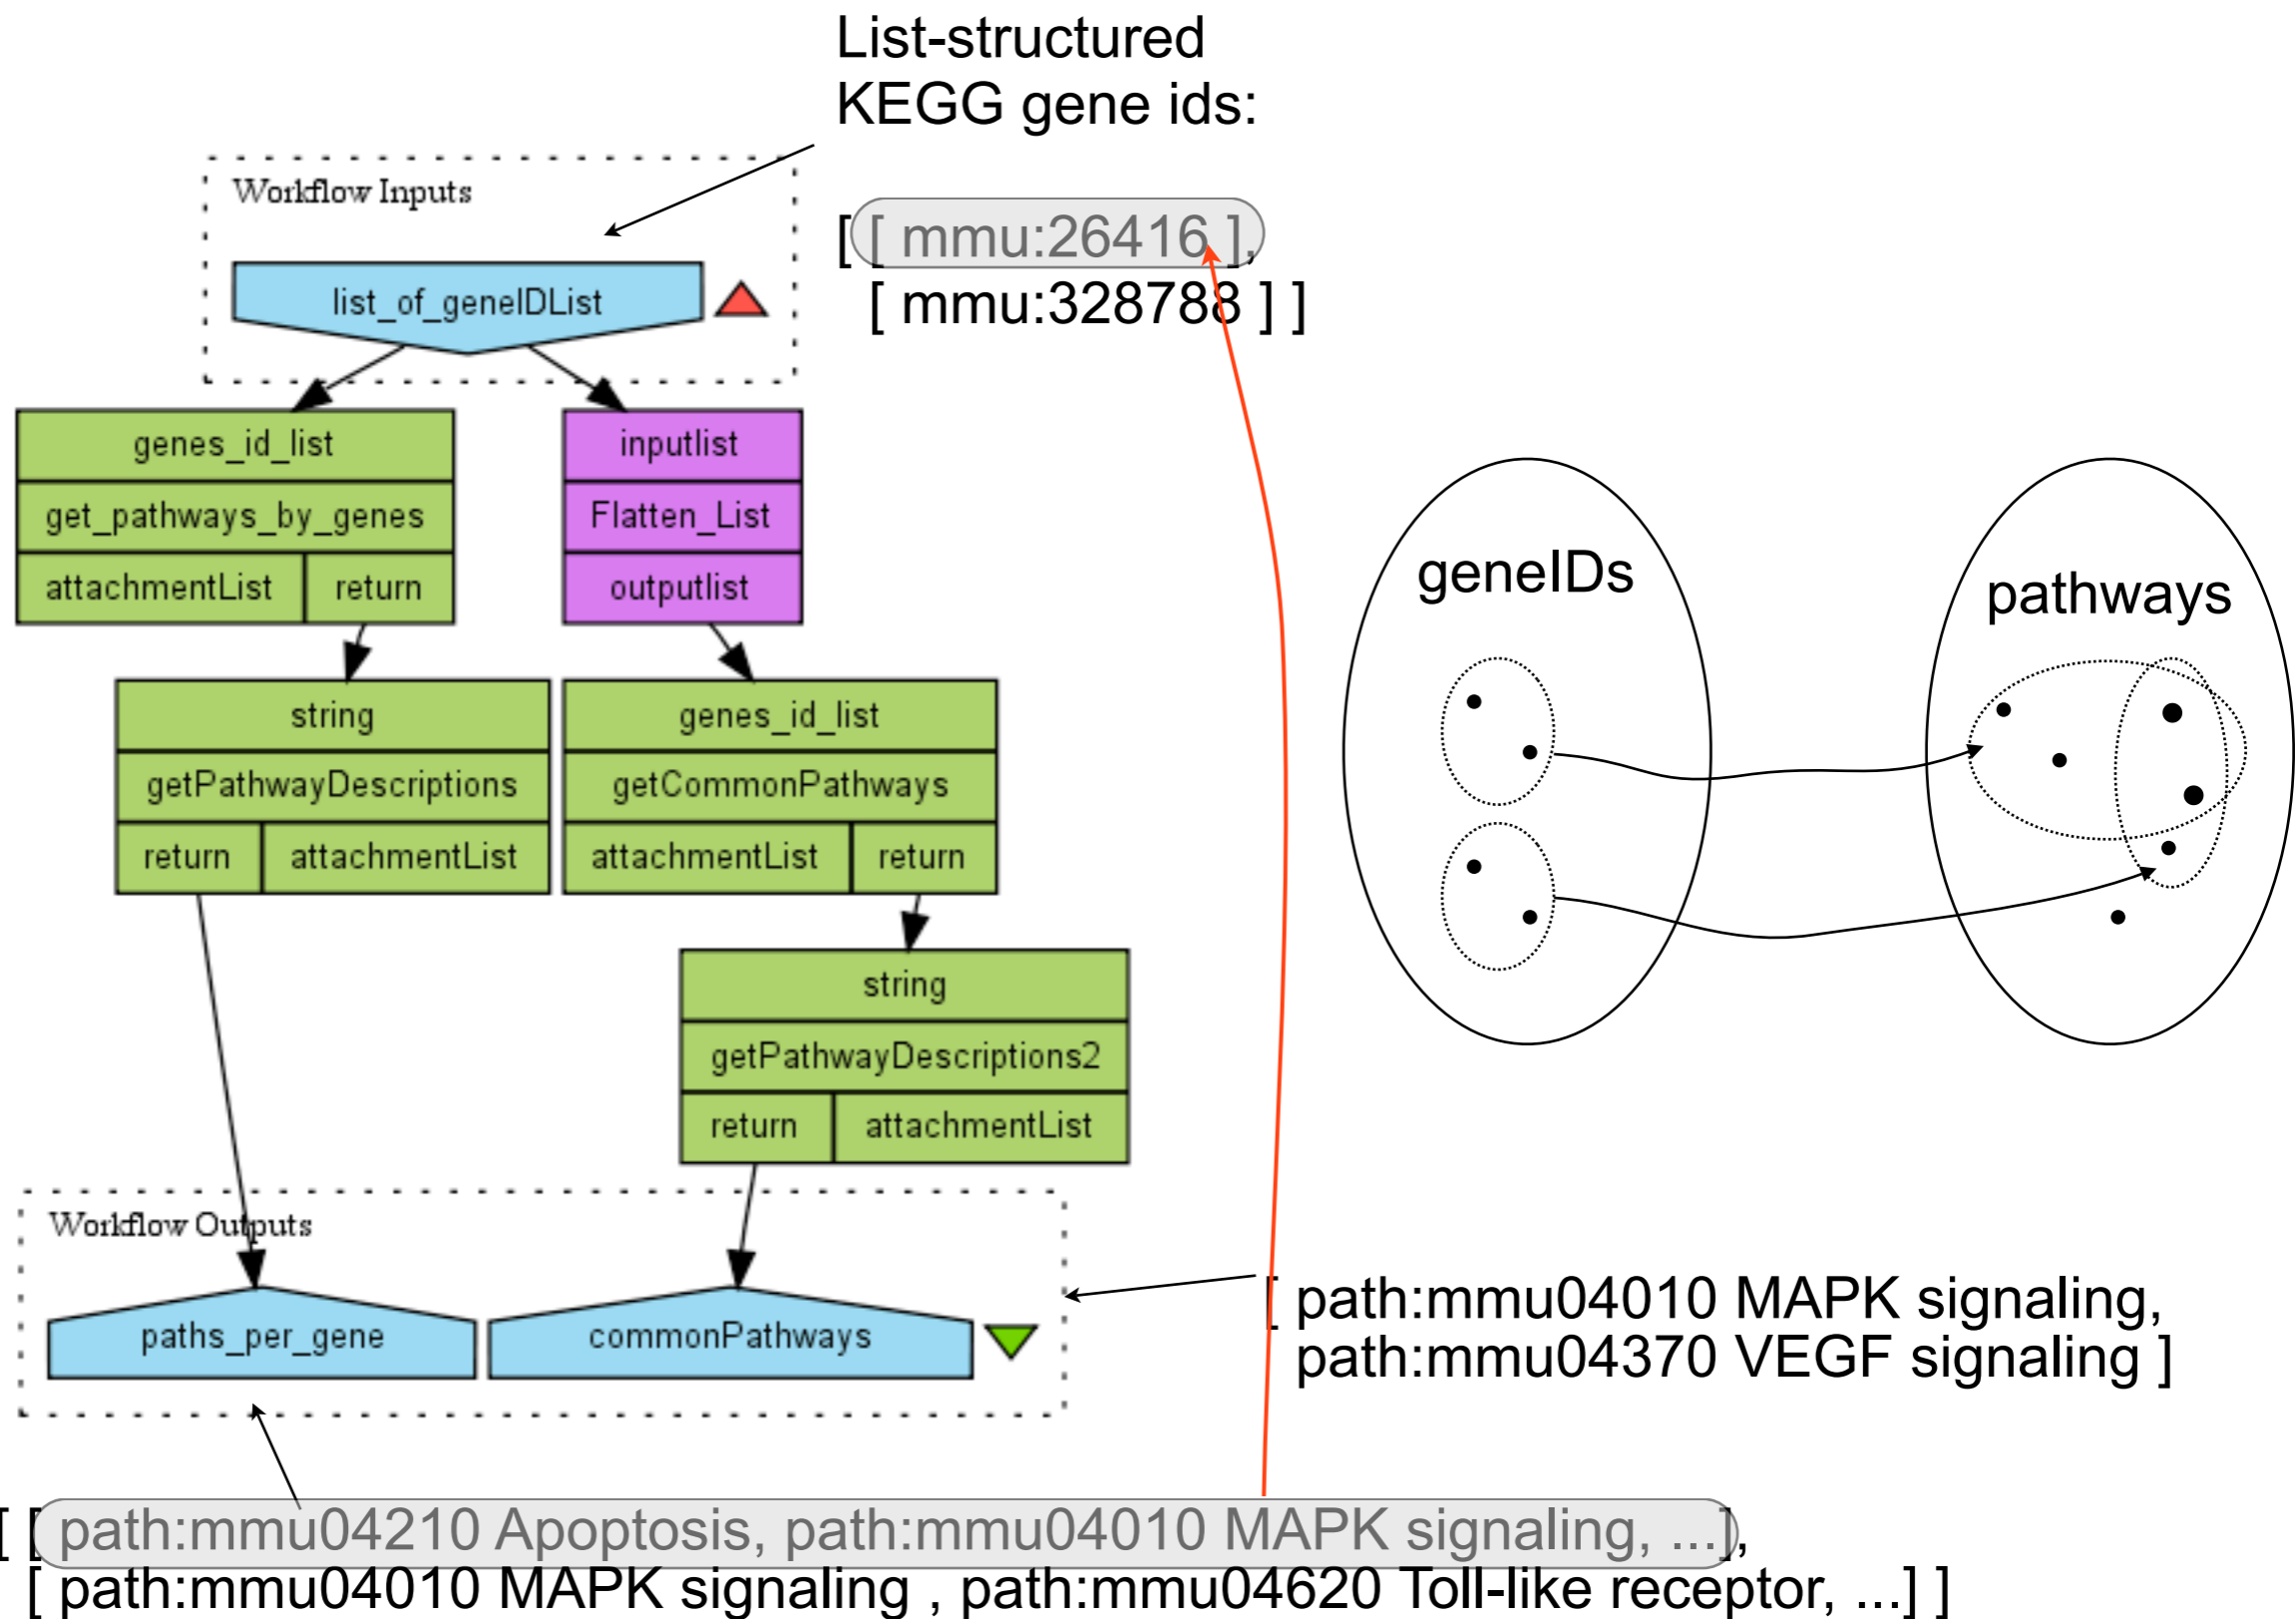 List-structured
KEGG gene ids:
Workflow Inputs
[ [ mmu:26416 ],
[ mmu:328788 ] ]
list_of_geneIDList
genes_id_list
get_pathways_by_genes
attachmentList return
inputlist
Flatten_List
outputlist
geneIDs
pathways
string
getPathwayDescriptions
return attachmentList
genes_id_list
getCommonPathways
attachmentList return
string
getPathwayDescriptions2
return attachmentList
Workflow Outputs
paths_per_gene
commonPathways
[ path:mmu04010 MAPK signaling,
path:mmu04370 VEGF signaling ]
[ [ path:mmu04210 Apoptosis, path:mmu04010 MAPK signaling, ...],
[ path:mmu04010 MAPK signaling , path:mmu04620 Toll-like receptor, ...] ]